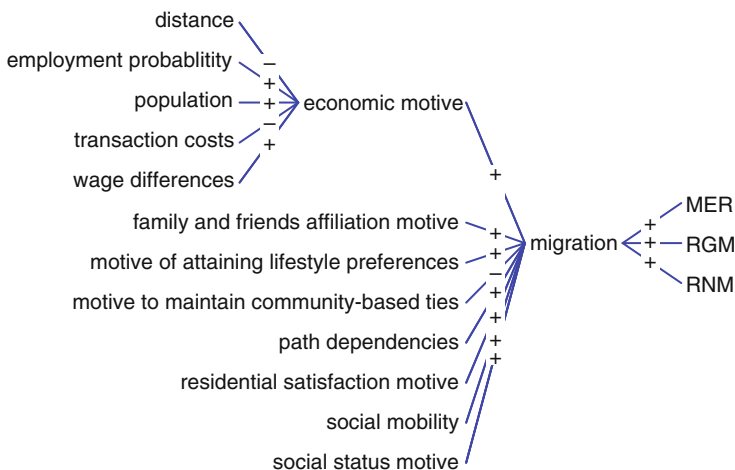 distance
employment probablitity
population
transaction costs
wage differences
−
+
+
−
+
economic motive
+
family and friends affiliation motive
motive of attaining lifestyle preferences
motive to maintain community-based ties
path dependencies
residential satisfaction motive
social mobility
social status motive
+
+
−
+
+
+
+
migration
+
+
+
MER
RGM
RNM